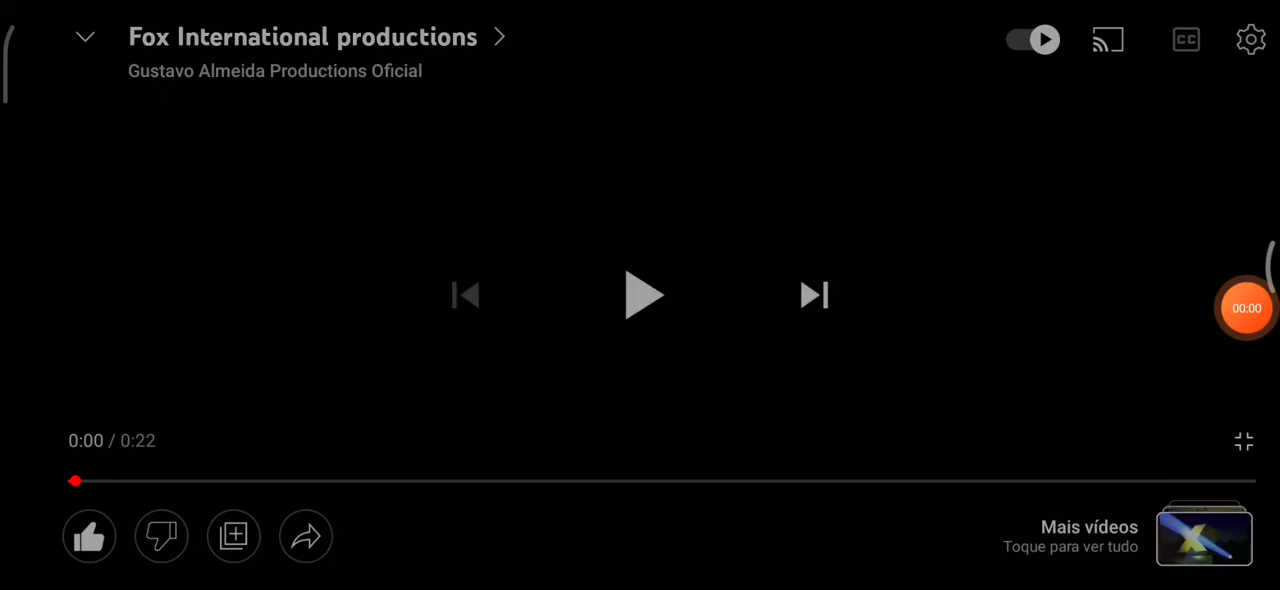 Fox International productions
Gustavo Almeida Productions Oficial
CC
00:00
0:00 / 0:22
Mais vídeos
Toque para ver tudo
X